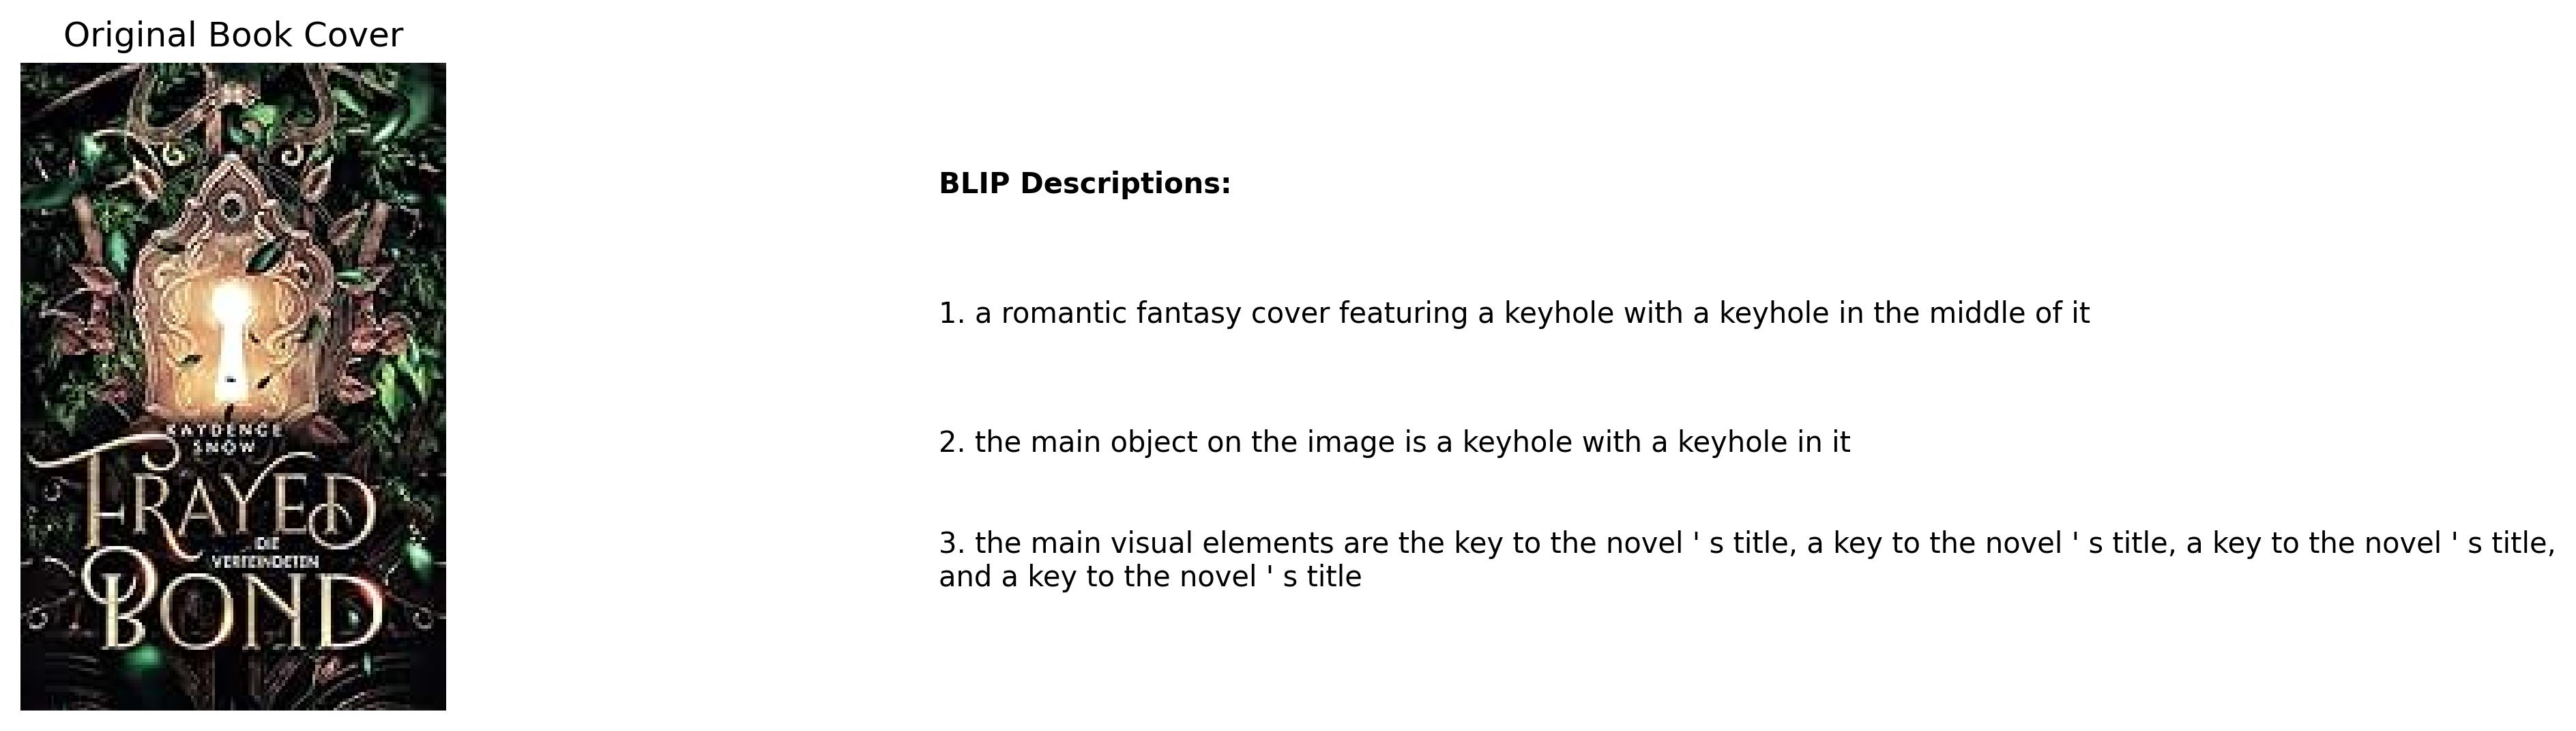 Original Book Cover
KAYDENCE
SNOW
FRAYED
DIE
VERFEINDETEN
BOND
BLIP Descriptions:
1. a romantic fantasy cover featuring a keyhole with a keyhole in the middle of it
2. the main object on the image is a keyhole with a keyhole in it
3. the main visual elements are the key to the novel ' s title, a key to the novel ' s title, a key to the novel ' s title,
and a key to the novel ' s title